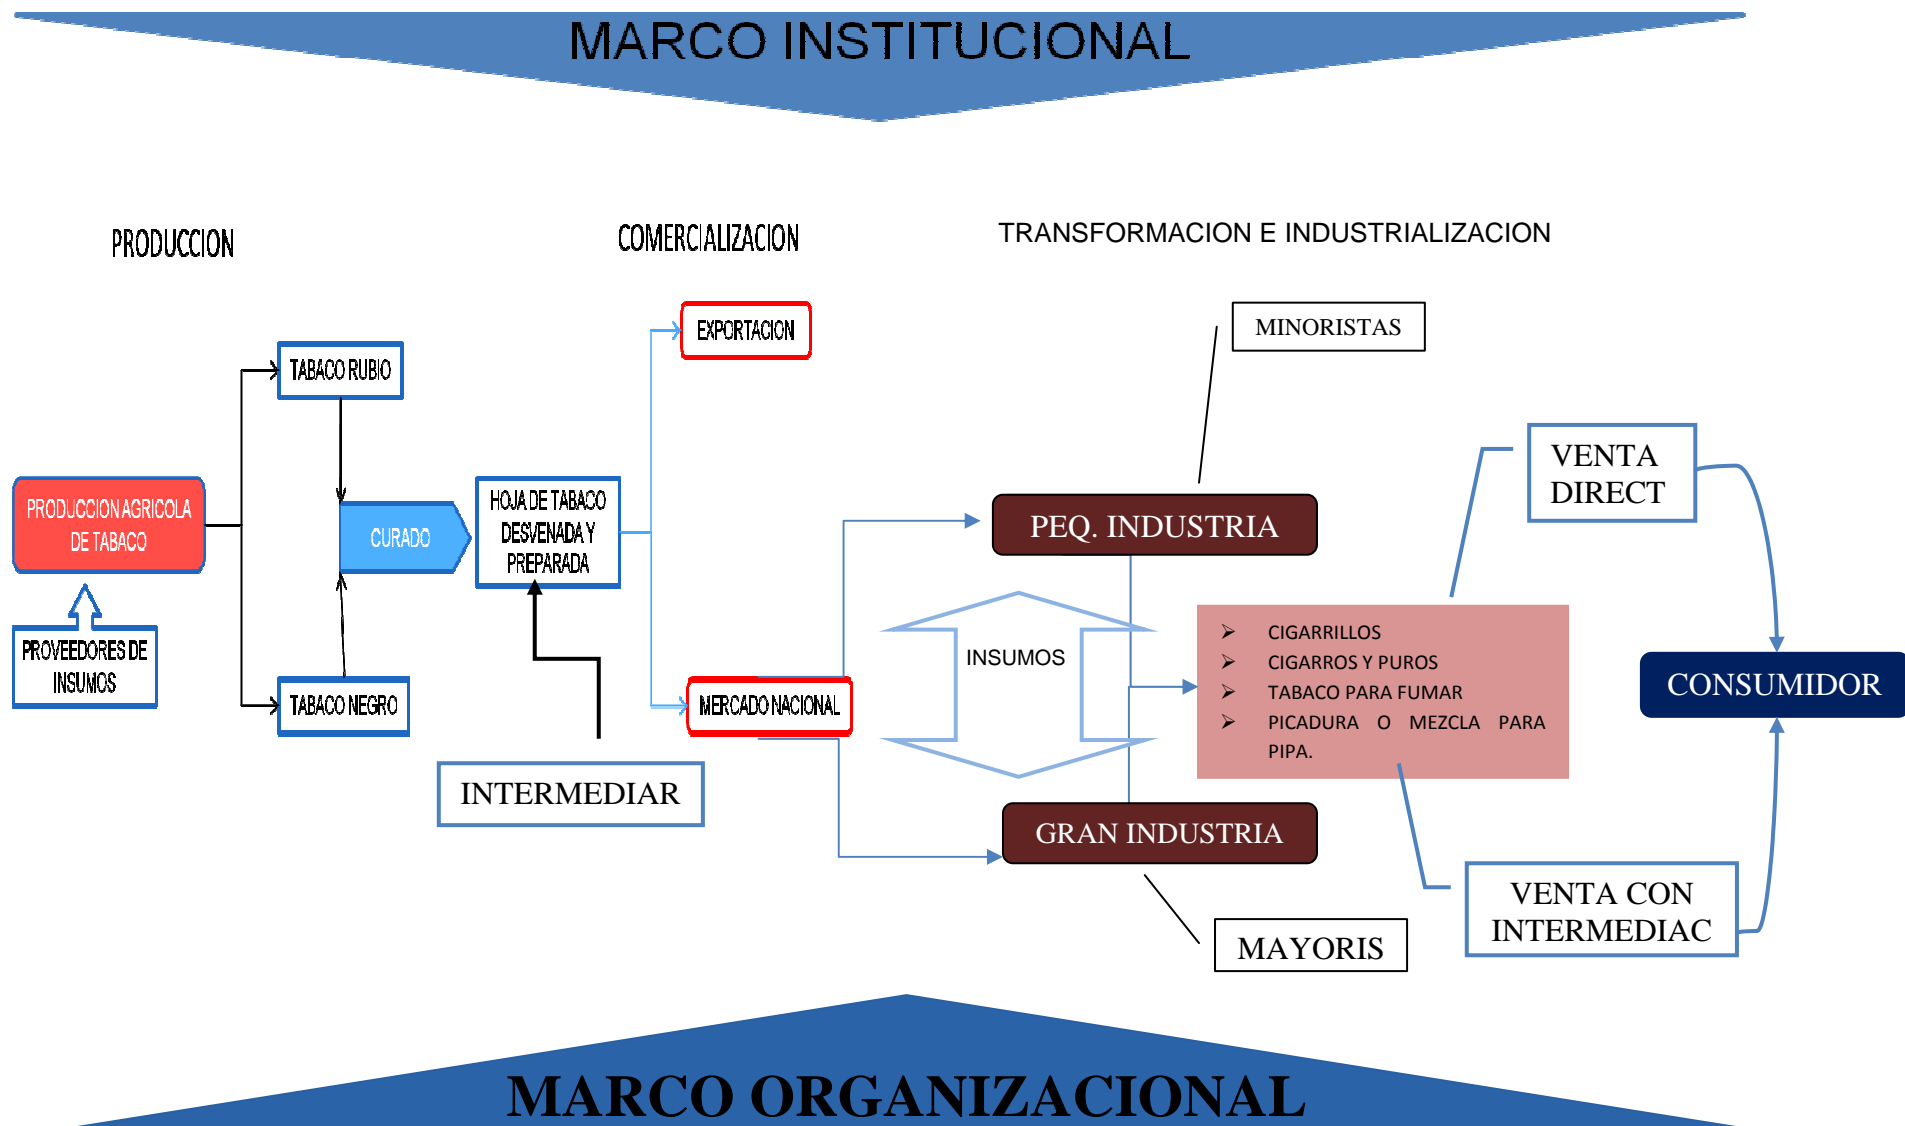 MARCO INSTITUCIONAL
PRODUCCION
COMERCIALIZACION
TRANSFORMACION E INDUSTRIALIZACION
EXPORTACION
MINORISTAS
TABACO RUBIO
VENTA
DIRECT
PRODUCCION AGRICOLA
DE TABACO
CURADO
HOJA DE TABACO
DESVENADA Y
PREPARADA
PEQ. INDUSTRIA
PROVEEDORES DE
INSUMOS
TABACO NEGRO
MERCADO NACIONAL
INSUMOS
➢ CIGARRILLOS
➢ CIGARROS Y PUROS
➢ TABACO PARA FUMAR
➢ PICADURA O MEZCLA PARA
PIPA.
CONSUMIDOR
INTERMEDIAR
GRAN INDUSTRIA
VENTA CON
INTERMEDIAC
MAYORIS
MARCO ORGANIZACIONAL